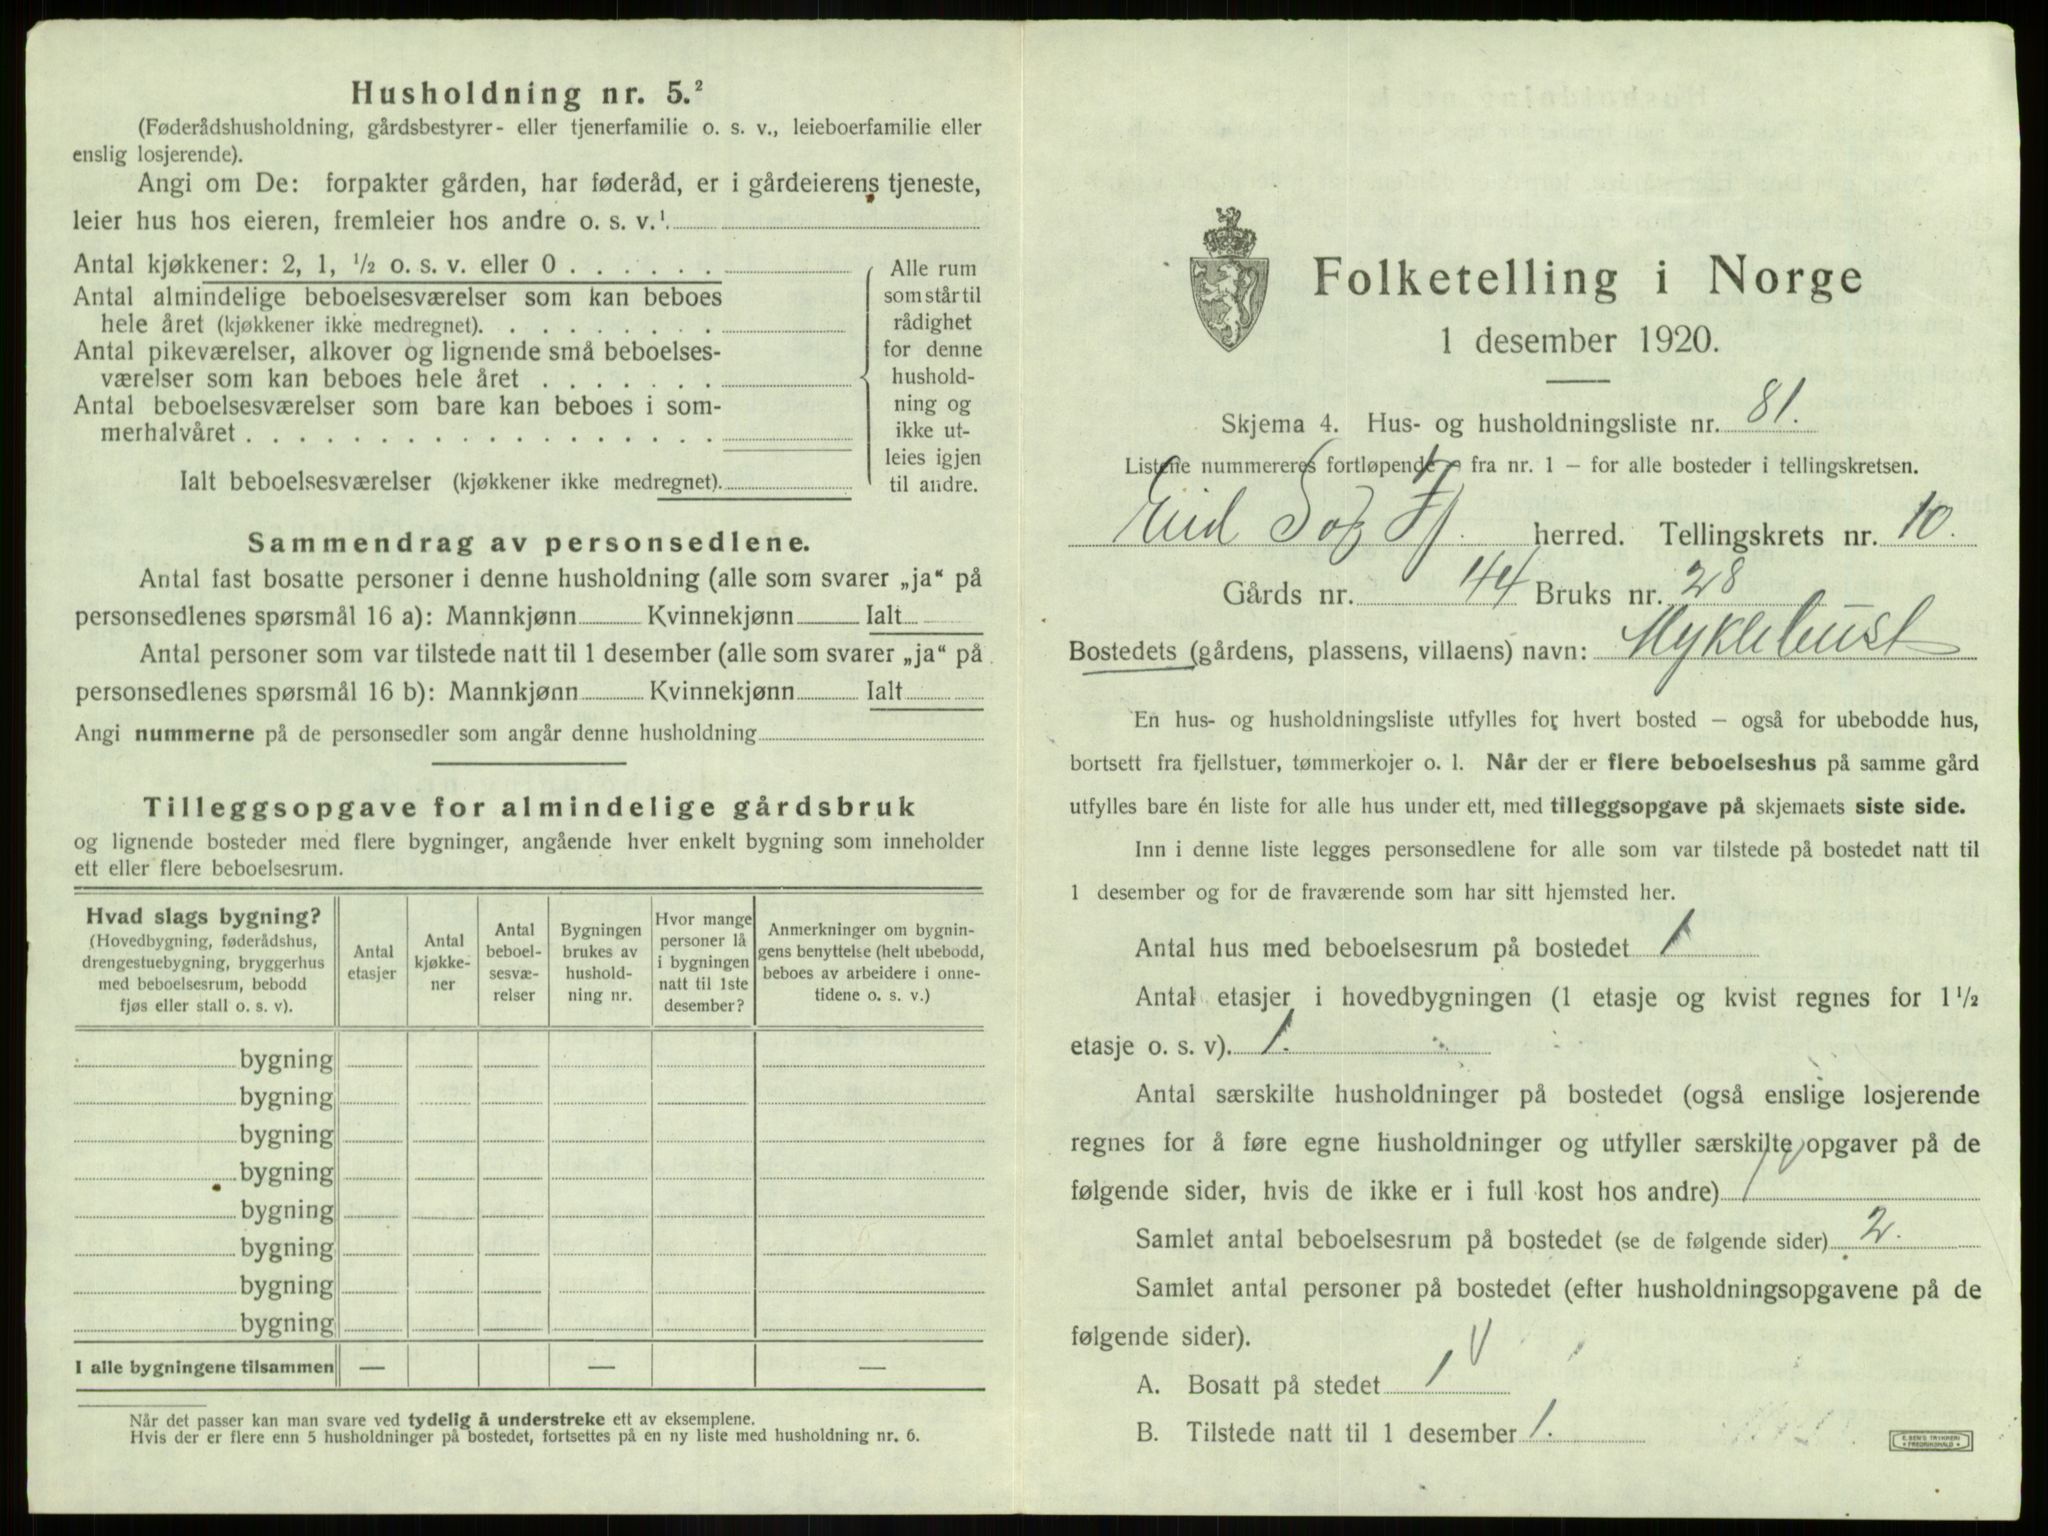 Husholdning nr. 5.²
(Føderådshusholdning, gårdsbestyrer- eller tjenerfamilie o. s. v., leieboerfamilie eller
enslig losjerende).
Angi om De: forpakter gården, har føderåd, er i gårdeierens tjeneste,
leier hus hos eieren, fremleier hos andre o. s. v.¹
Antal kjøkkener: 2, 1, ½ o. s. v. eller 0 . . . . . .
Antal almindelige beboelsesværelser som kan beboes
hele året (kjøkkener ikke medregnet). . . . . . . . .
Antal pikeværelser, alkover og lignende små beboelses-
værelser som kan beboes hele året . . . . . . .
Antal beboelsesværelser som bare kan beboes i som-
merhalvåret . . . . . . . . . . . . . . . . . .
Ialt beboelsesværelser (kjøkkener ikke medregnet).
Alle rum
som står til
rådighet
for denne
hushold-
ning og
ikke ut-
leies igjen
til andre.
Sammendrag av personsedlene.
Antal fast bosatte personer i denne husholdning (alle som svarer „ja“ på
personsedlenes spørsmål 16 a): Mannkjønn Kvinnekjønn Ialt
Antal personer som var tilstede natt til 1 desember (alle som svarer „ja“ på
personsedlenes spørsmål 16 b): Mannkjønn Kvinnekjønn Ialt
Angi nummerne på de personsedler som angår denne husholdning
Tilleggsopgave for almindelige gårdsbruk
og lignende bosteder med flere bygninger, angående hver enkelt bygning som inneholder
ett eller flere beboelsesrum.
Hvad slags bygning?
(Hovedbygning, føderådshus,
drengestuebygning, bryggerhus
med beboelsesrum, bebodd
fjøs eller stall o. s. v).
Antal
etasjer
Antal
kjøkke-
ner
Antal
beboel-
sesvæ-
relser
Bygningen
brukes av
hushold-
ning nr.
Hvor mange
personer lå
i bygningen
natt til 1ste
desember?
Anmerkninger om bygnin-
gens benyttelse (helt ubebodd,
beboes av arbeidere i onne-
tidene o. s. v.)
bygning
bygning
bygning
bygning
bygning
bygning
bygning
bygning
I alle bygningene tilsammen — — —
Når det passer kan man svare ved tydelig å understreke ett av eksemplene.
Hvis der er flere enn 5 husholdninger på bostedet, fortsettes på en ny liste med husholdning nr. 6.
Folketelling i Norge
1 desember 1920.
Skjema 4. Hus- og husholdningsliste nr. 81.
Listene nummereres fortløpende – fra nr. 1 – for alle bosteder i tellingskretsen.
Eid herred. Tellingskrets nr. 10.
Gårds nr. 44 Bruks nr. 28
Bostedets (gårdens, plassens, villaens) navn: Myklebust
En hus- og husholdningsliste utfylles for hvert bosted – også for ubebodde hus,
bortsett fra fjellstuer, tømmerkojer o. l. Når der er flere beboelseshus på samme gård
utfylles bare én liste for alle hus under ett, med tilleggsopgave på skjemaets siste side.
Inn i denne liste legges personsedlene for alle som var tilstede på bostedet natt til
1 desember og for de fraværende som har sitt hjemsted her.
Antal hus med beboelsesrum på bostedet 1
Antal etasjer i hovedbygningen (1 etasje og kvist regnes for 1 ½
etasje o. s. v). 1.
Antal særskilte husholdninger på bostedet (også enslige losjerende
regnes for å føre egne husholdninger og utfyller særskilte opgaver på de
følgende sider, hvis de ikke er i full kost hos andre) 1
Samlet antal beboelsesrum på bostedet (se de følgende sider) 2.
Samlet antal personer på bostedet (efter husholdningsopgavene på de
følgende sider).
A. Bosatt på stedet 1
B. Tilstede natt til 1 desember 1.
E. SEM'S TRYKKERI
FREDRIKSHALD